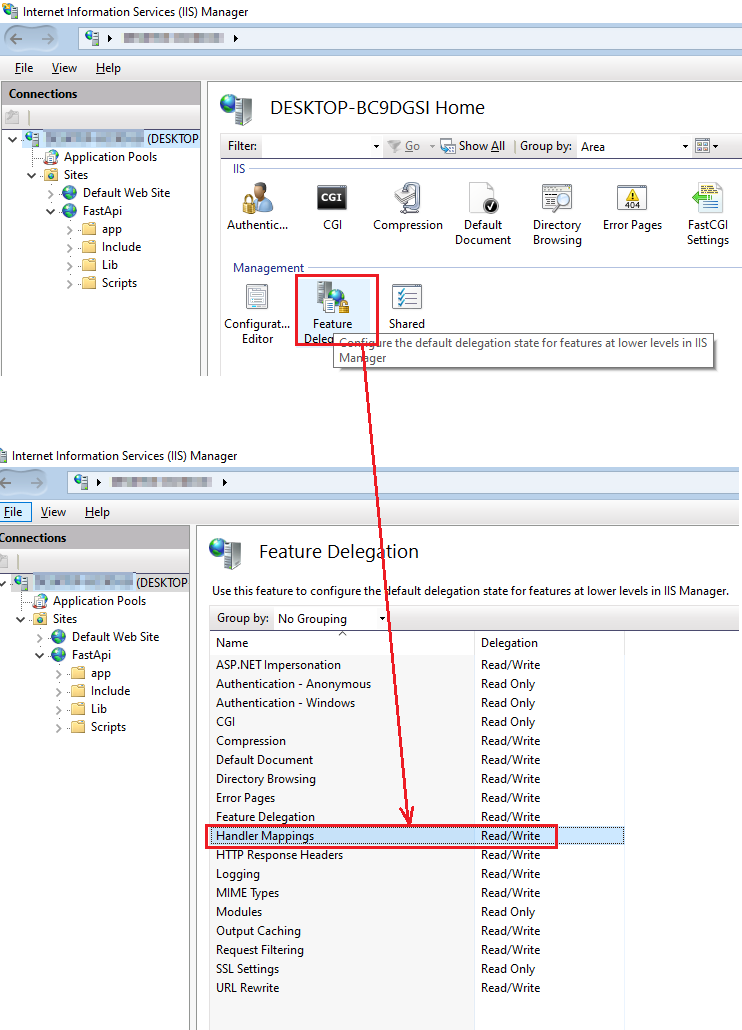 Internet Information Services (IIS) Manager
File View Help
Connections
(DESKTOP
Application Pools
Sites
Default Web Site
FastApi
app
Include
Lib
Scripts
DESKTOP-BC9DGSI Home
Filter: Go Show All Group by: Area
IIS
Authentic...
CGI
CGI
Compression
Default
Document
Directory
Browsing
404
Error Pages
FastCGI
Settings
Management
Configurat...
Editor
Feature
Delega
Shared
Configure the default delegation state for features at lower levels in IIS
Manager
Internet Information Services (IIS) Manager
File View Help
Connections
(DESKTOP
Application Pools
Sites
Default Web Site
FastApi
app
Include
Lib
Scripts
Feature Delegation
Use this feature to configure the default delegation state for features at lower levels in IIS Manager.
Group by: No Grouping
Name Delegation
ASP.NET Impersonation Read/Write
Authentication - Anonymous Read Only
Authentication - Windows Read Only
CGI Read Only
Compression Read/Write
Default Document Read/Write
Directory Browsing Read/Write
Error Pages Read/Write
Feature Delegation Read/Write
Handler Mappings Read/Write
HTTP Response Headers Read/Write
Logging Read/Write
MIME Types Read/Write
Modules Read Only
Output Caching Read/Write
Request Filtering Read/Write
SSL Settings Read Only
URL Rewrite Read/Write